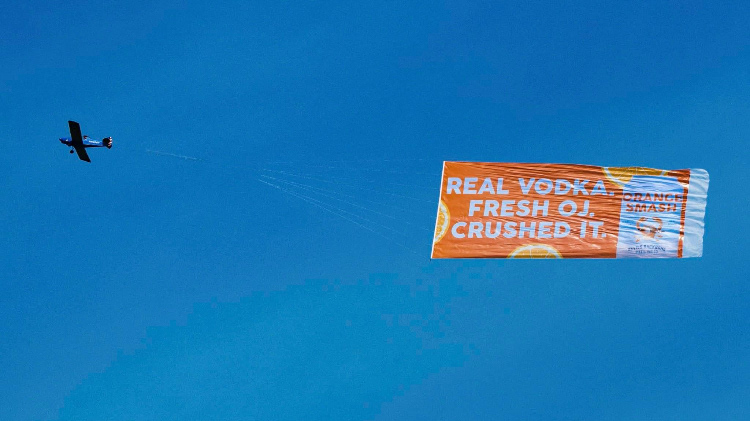 REAL VODKA.
FRESH OJ.
CRUSHED IT.
ORANGE
SMASH